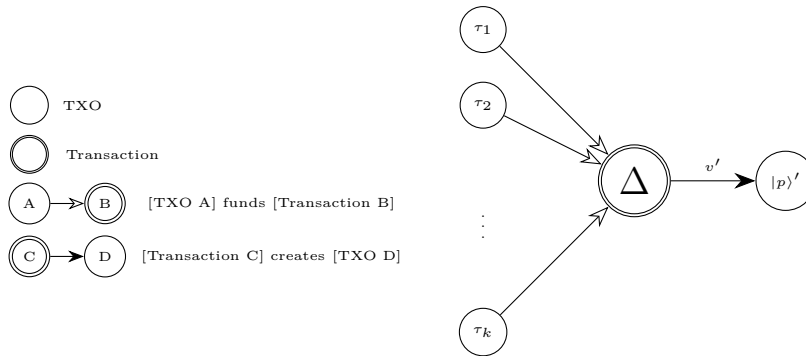 TXO
Transaction
A B [TXO A] funds [Transaction B]
C D [Transaction C] creates [TXO D]
τ1
τ2
⋮
τk
Δ
v′
|p⟩′